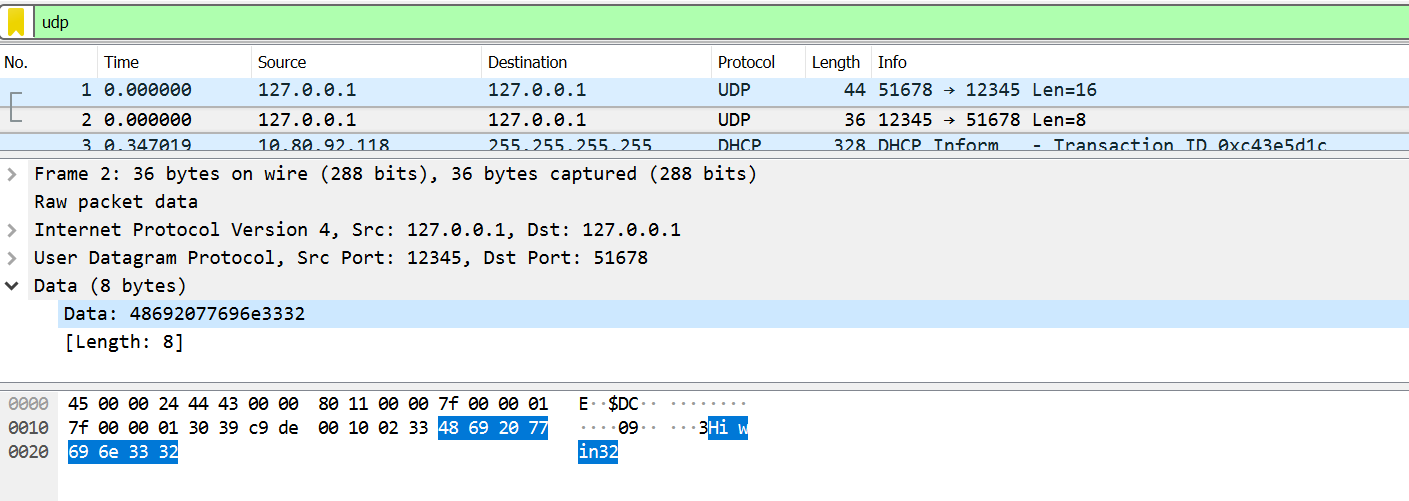 udp
No. Time Source Destination Protocol Length Info
1 0.000000 127.0.0.1 127.0.0.1 UDP 44 51678 → 12345 Len=16
2 0.000000 127.0.0.1 127.0.0.1 UDP 36 12345 → 51678 Len=8
3 0.347019 10.80.92.118 255.255.255.255 DHCP 328 DHCP Inform - Transaction ID 0xc43e5d1c
Frame 2: 36 bytes on wire (288 bits), 36 bytes captured (288 bits)
Raw packet data
Internet Protocol Version 4, Src: 127.0.0.1, Dst: 127.0.0.1
User Datagram Protocol, Src Port: 12345, Dst Port: 51678
Data (8 bytes)
Data: 48692077696e3332
[Length: 8]
0000 45 00 00 24 44 43 00 00 80 11 00 00 7f 00 00 01 E··$DC·· ········
0010 7f 00 00 01 30 39 c9 de 00 10 02 33 48 69 20 77 ····09·· ···3Hi w
0020 69 6e 33 32 in32